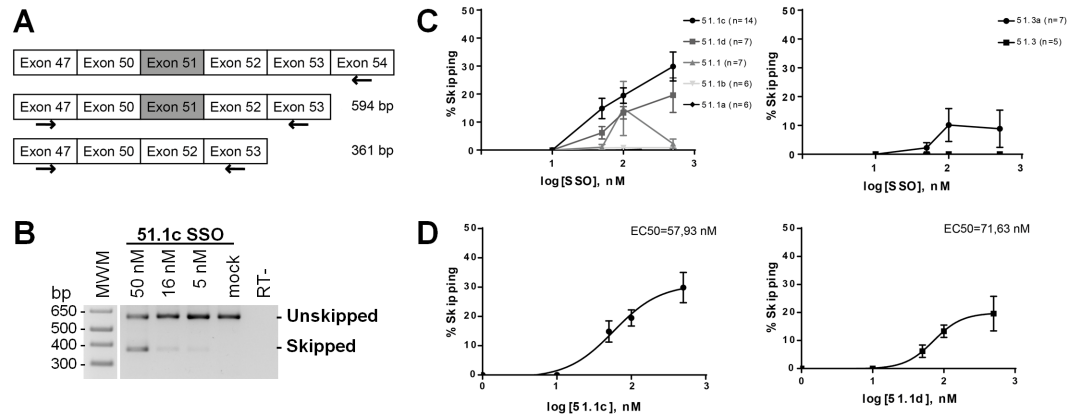 A
Exon 47 Exon 50 Exon 51 Exon 52 Exon 53 Exon 54
Exon 47 Exon 50 Exon 51 Exon 52 Exon 53 594 bp
Exon 47 Exon 50 Exon 52 Exon 53 361 bp
B
51.1c SSO
bp MWM 50 nM 16 nM 5 nM mock RT-
650
500
400
300
- Unskipped
- Skipped
C
% Skipping
50
40
30
20
10
0
0 1 2 3
log[SSO], nM
51.1c (n=14)
51.1d (n=7)
51.1 (n=7)
51.1b (n=6)
51.1a (n=6)
% Skipping
50
40
30
20
10
0
0 1 2 3
log[SSO], nM
51.3a (n=7)
51.3 (n=5)
D
EC50=57,93 nM
% Skipping
50
40
30
20
10
0
0 1 2 3
log [51.1c], nM
EC50=71,63 nM
% Skipping
50
40
30
20
10
0
0 1 2 3
log [51.1d], nM